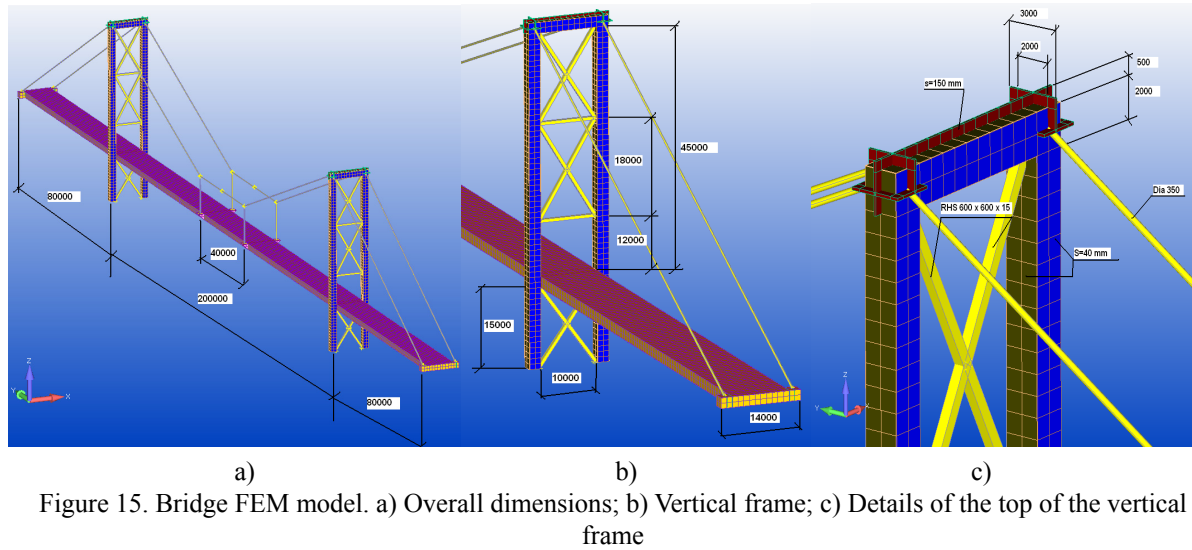 80000
40000
200000
80000
Z
Y
X
45000
18000
12000
15000
10000
14000
3000
2000
500
2000
s=150 mm
Dia 350
RHS 600 x 600 x 15
S=40 mm
Z
Y
X
a)
b)
c)
Figure 15. Bridge FEM model. a) Overall dimensions; b) Vertical frame; c) Details of the top of the vertical
frame